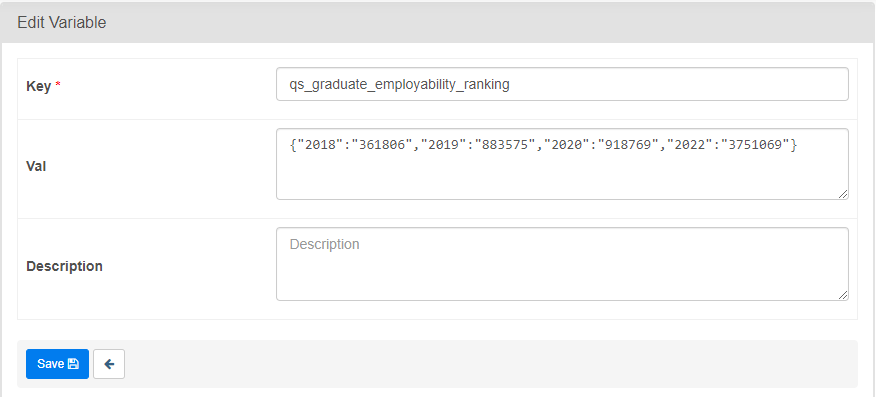 Edit Variable
Key *
qs_graduate_employability_ranking
Val
{"2018":"361806","2019":"883575","2020":"918769","2022":"3751069"}
Description
Description
Save